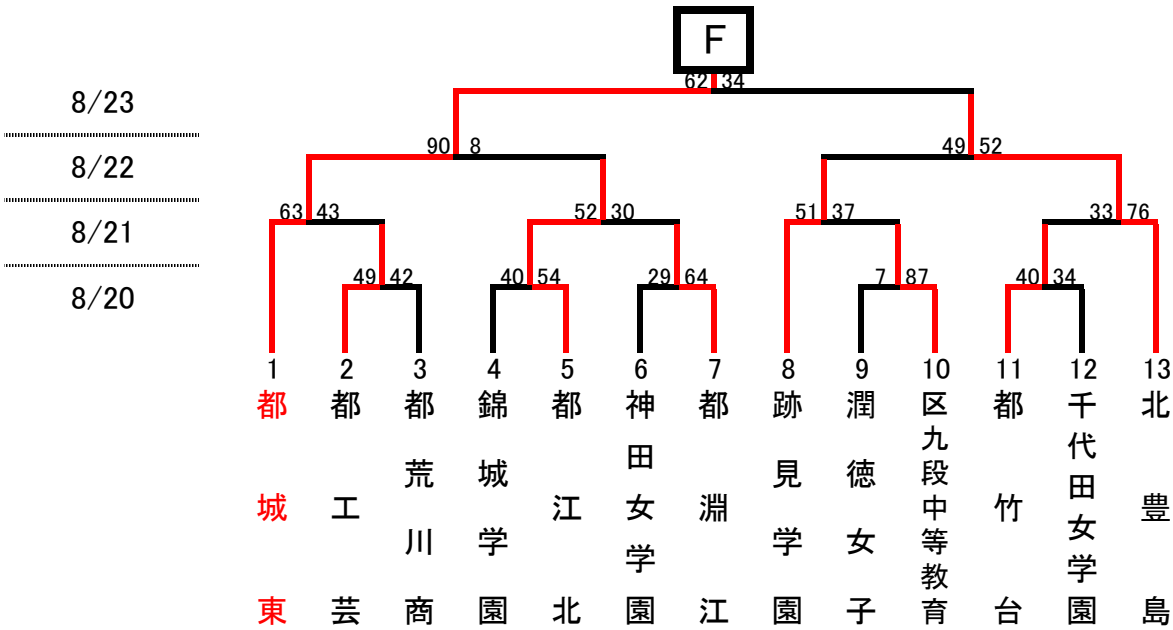 F
62 34
8/23
90 8
49 52
8/22
63 43
52 30
51 37
33 76
8/21
49 42
40 54
29 64
7 87
40 34
8/20
1 2 3 4 5 6 7 8 9 10 11 12 13
都城東
都工芸
都荒川商
錦城学園
都江北
神田女学園
都淵江
跡見学園
潤徳女子
区九段中等教育
都竹台
千代田女学園
北豊島